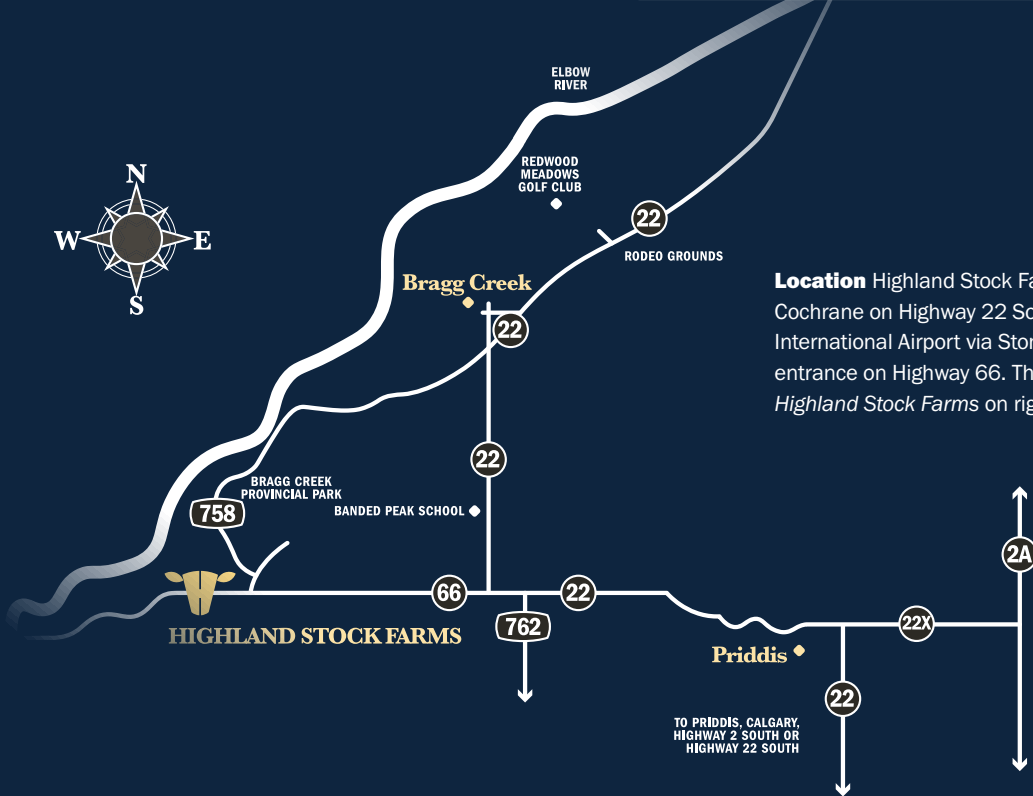 ELBOW
RIVER
N
W
E
S
REDWOOD
MEADOWS
GOLF CLUB
22
RODEO GROUNDS
Bragg Creek
22
Location Highland Stock Fa
Cochrane on Highway 22 So
International Airport via Stor
entrance on Highway 66. Th
Highland Stock Farms on rig
22
BRAGG CREEK
PROVINCIAL PARK
758
BANDED PEAK SCHOOL
2A
66
22
HIGHLAND STOCK FARMS
762
22X
Priddis
22
TO PRIDDIS, CALGARY,
HIGHWAY 2 SOUTH OR
HIGHWAY 22 SOUTH